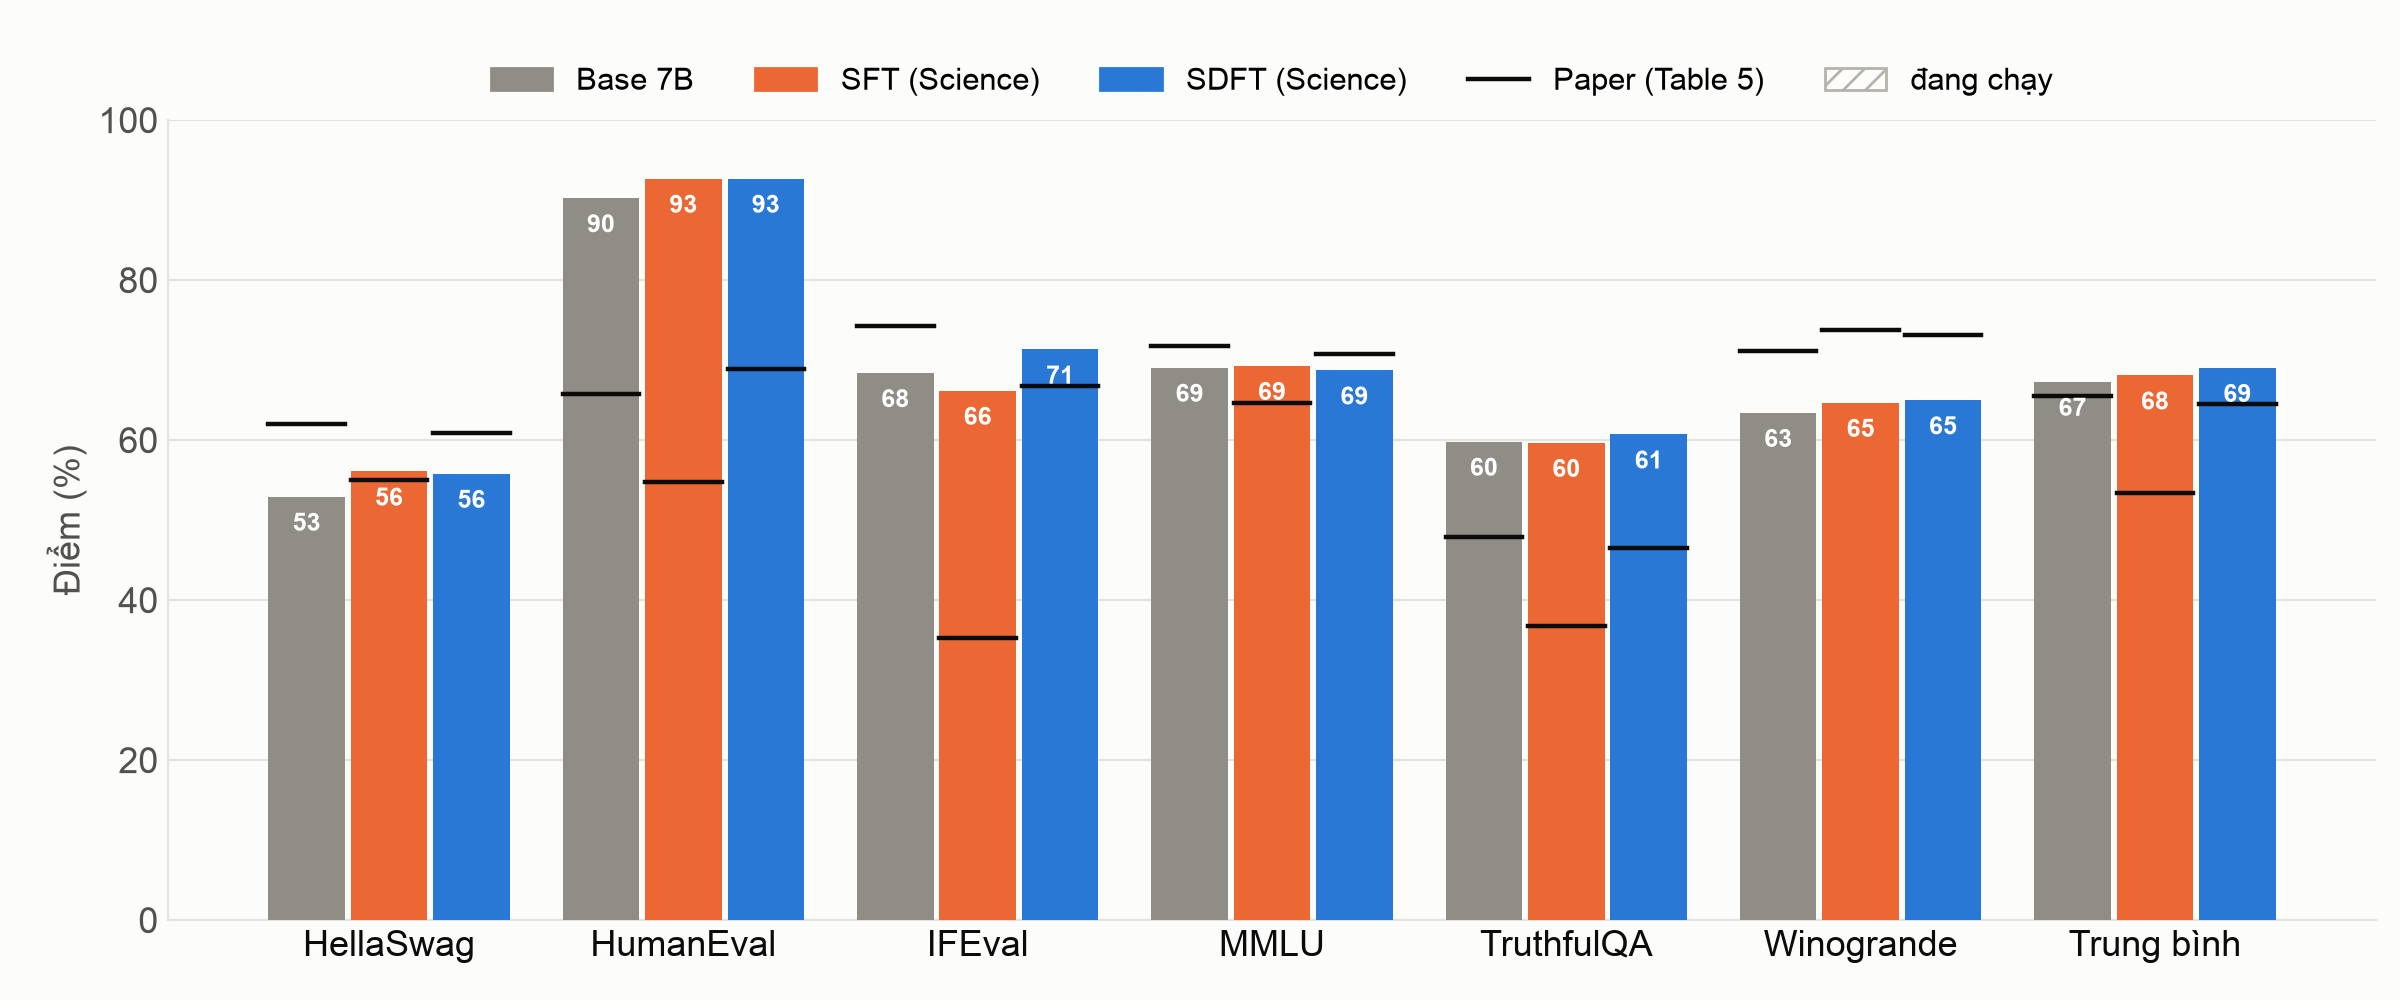 Base 7B SFT (Science) SDFT (Science) Paper (Table 5) đang chạy
100
80
60
40
20
0
Điểm (%)
53 56 56
90 93 93
68 66 71
69 69 69
60 60 61
63 65 65
67 68 69
HellaSwag HumanEval IFEval MMLU TruthfulQA Winogrande Trung bình